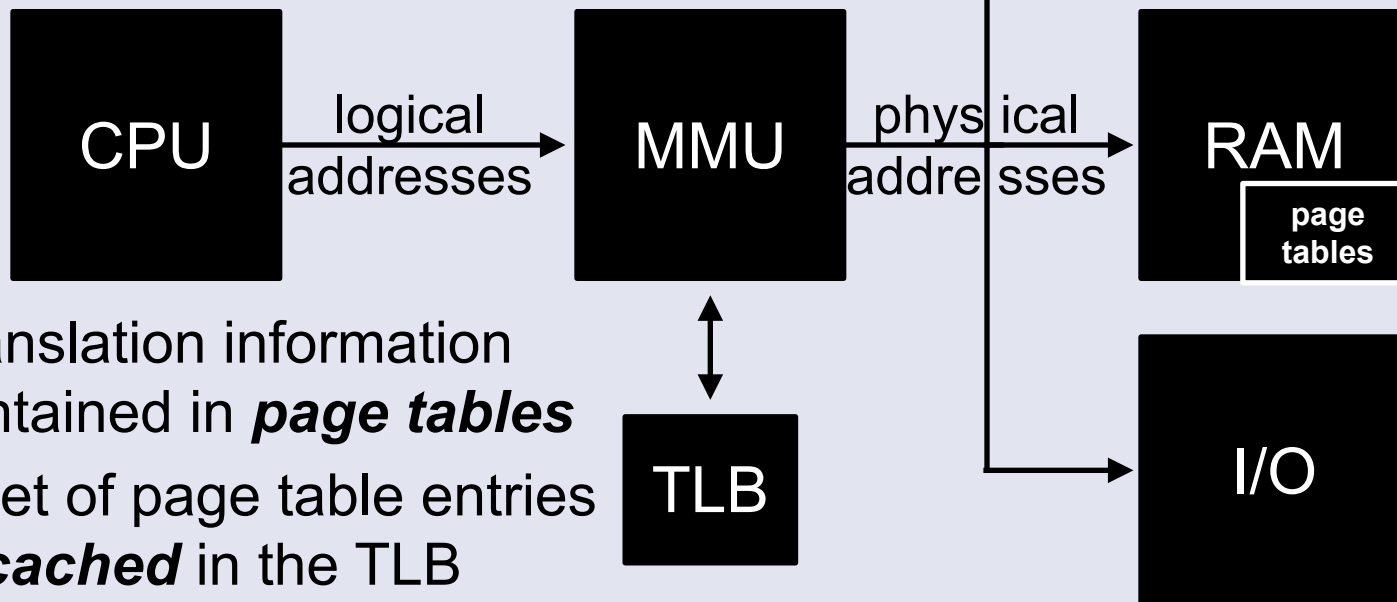 CPU
logical
addresses
MMU
phys ical
addre sses
RAM
page
tables
anslation information
ntained in page tables
et of page table entries
cached in the TLB
TLB
I/O